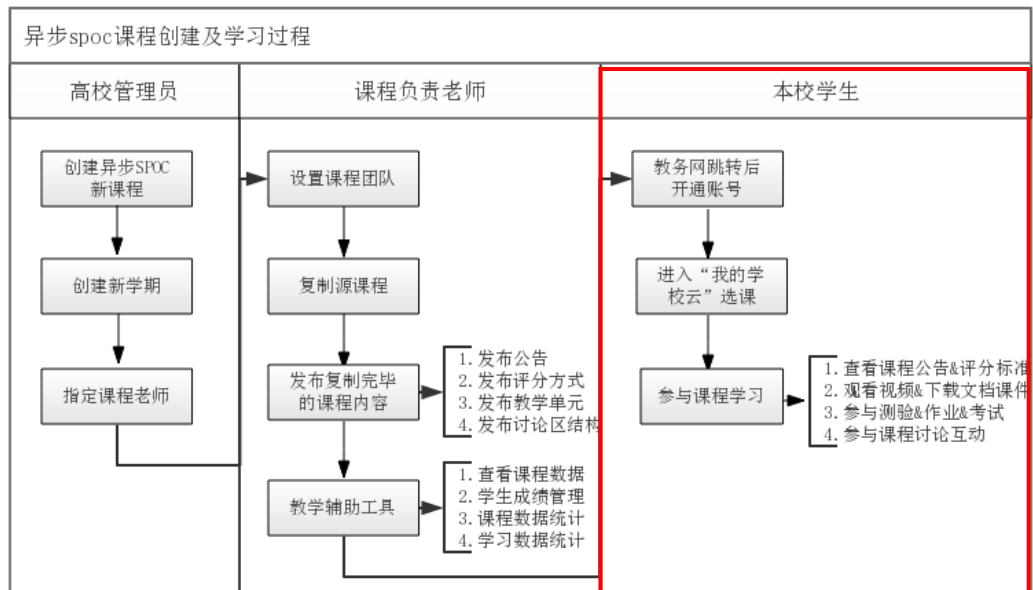 异步spoc课程创建及学习过程
高校管理员
课程负责老师
本校学生
创建异步SPOC
新课程
创建新学期
指定课程老师
设置课程团队
复制源课程
发布复制完毕
的课程内容
1. 发布公告
2. 发布评分方式
3. 发布教学单元
4. 发布讨论区结构
教学辅助工具
1. 查看课程数据
2. 学生成绩管理
3. 课程数据统计
4. 学习数据统计
教务网跳转后
开通账号
进入“我的学
校云”选课
参与课程学习
1. 查看课程公告&评分标准
2. 观看视频&下载文档课件
3. 参与测验&作业&考试
4. 参与课程讨论互动